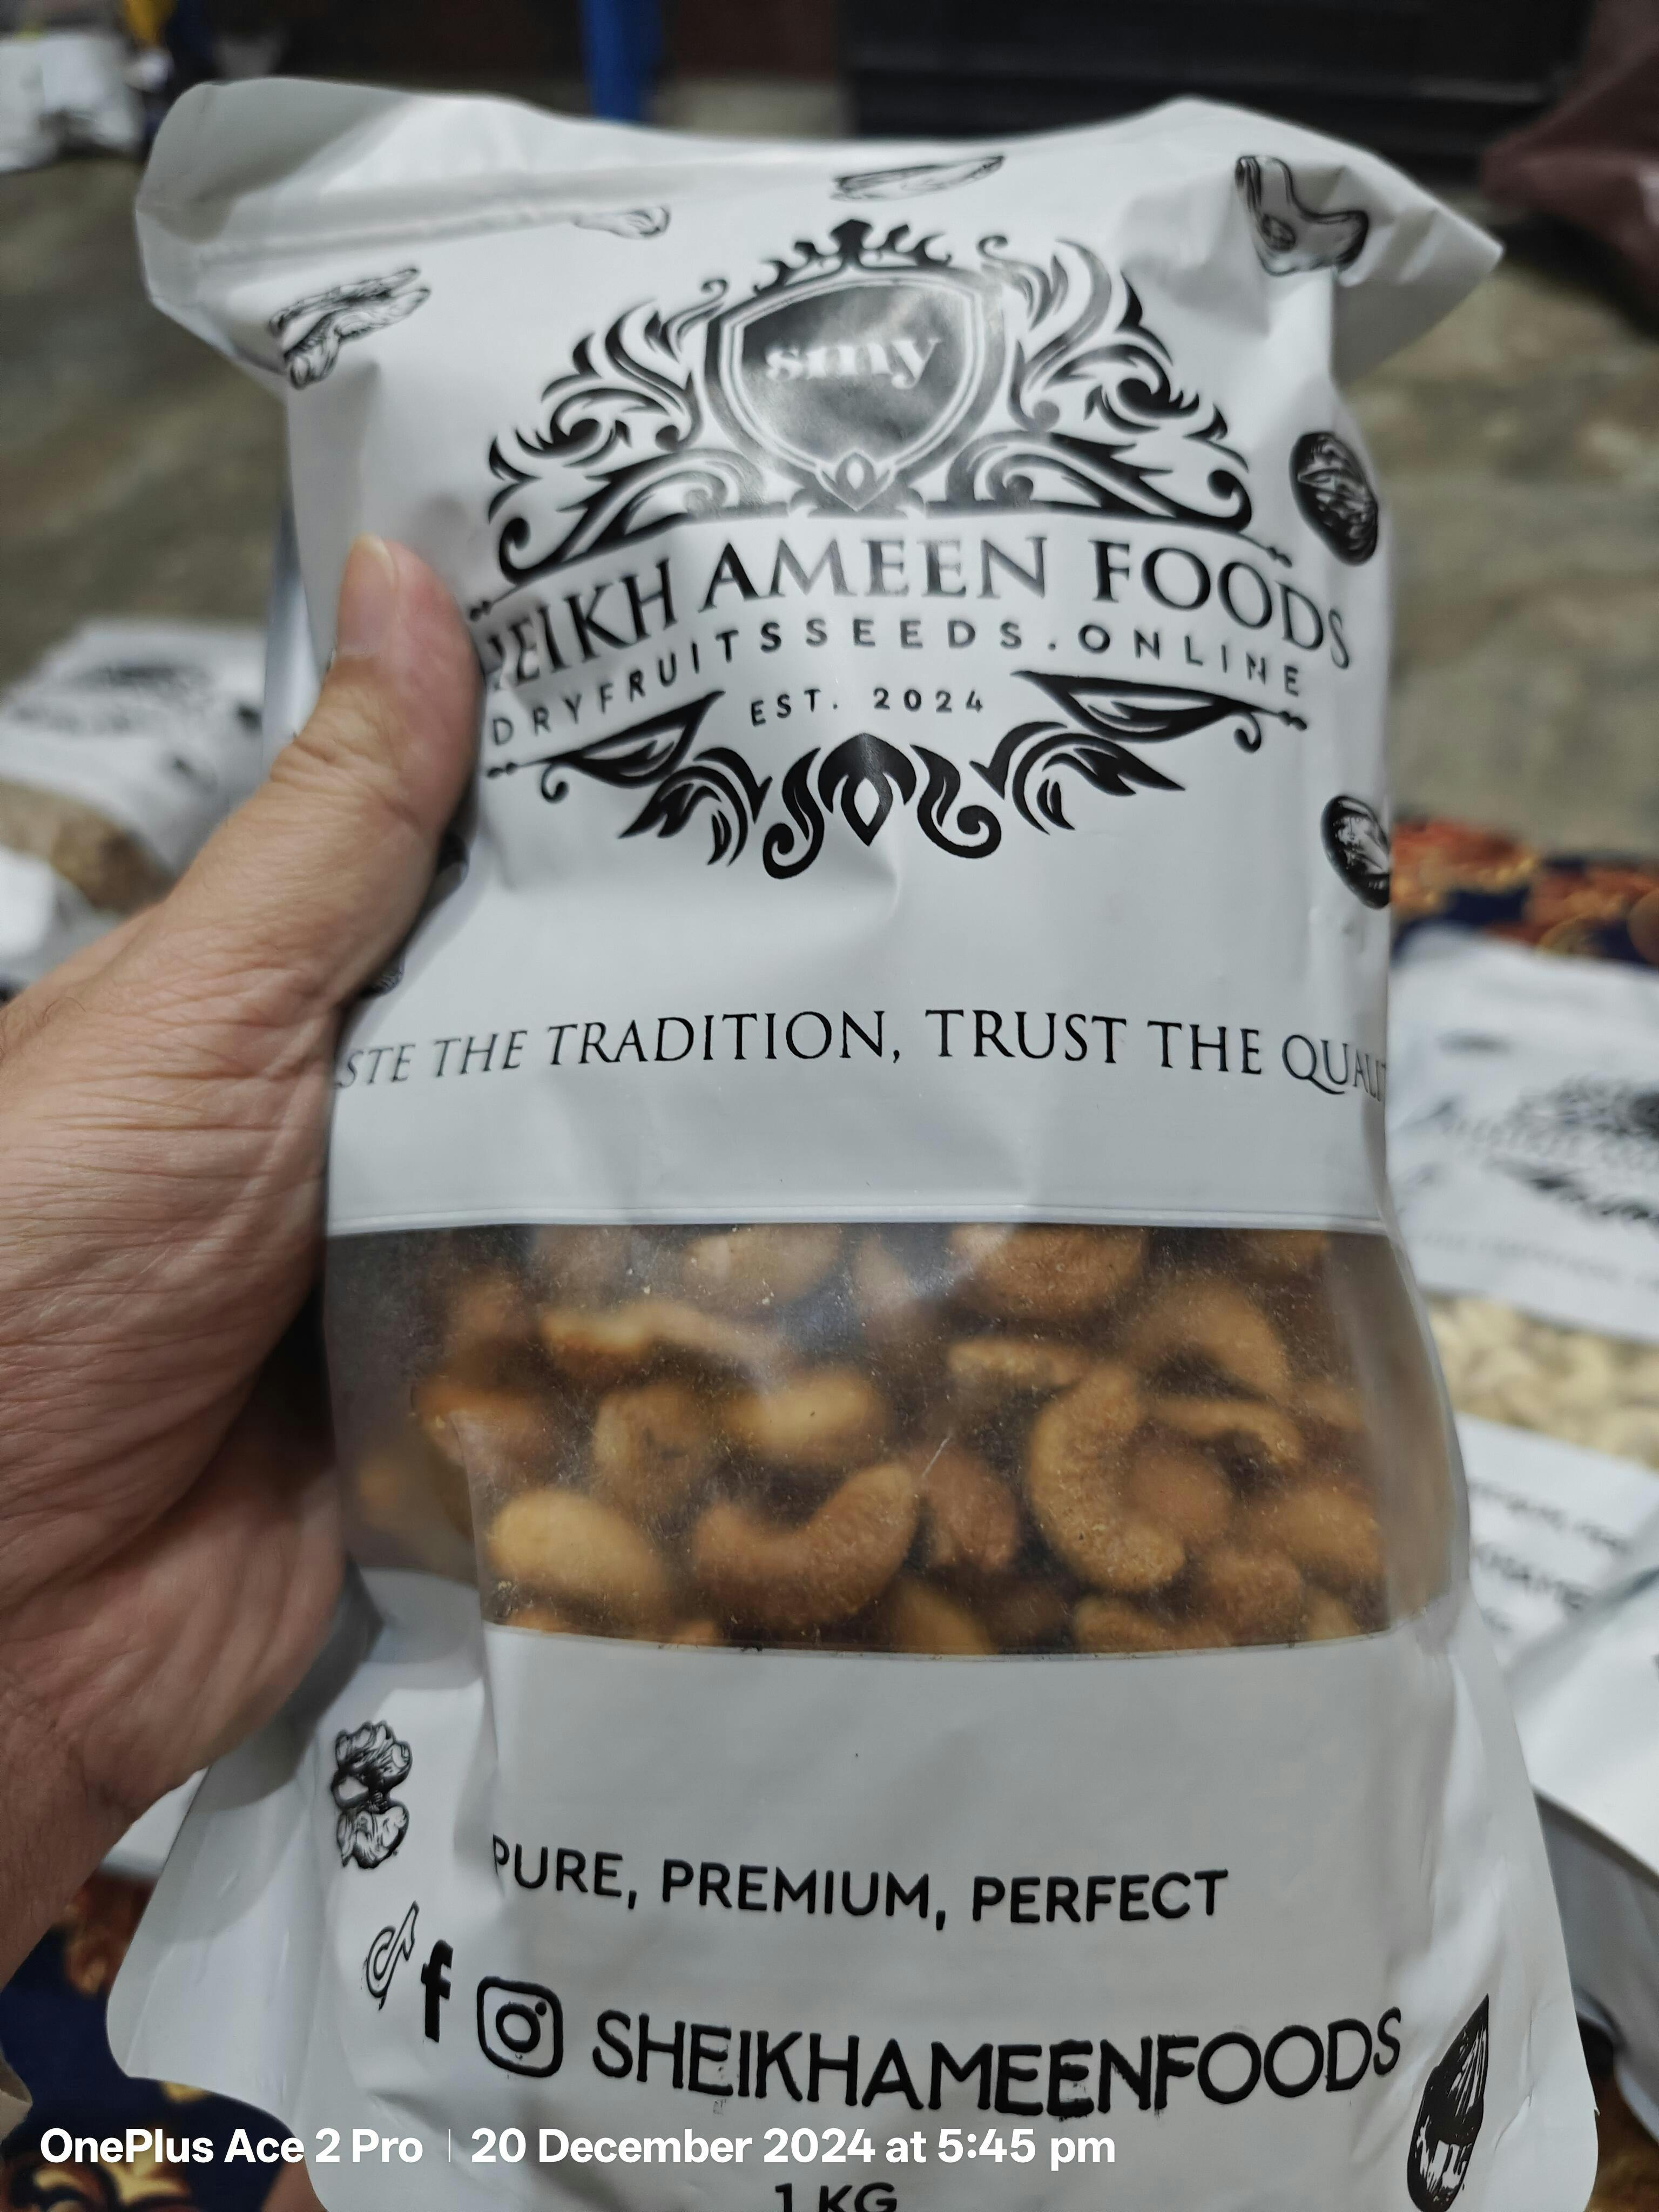 smy
HEIKH AMEEN FOODS
DRYFRUITSSEEDS.ONLINE
EST. 2024
STE THE TRADITION, TRUST THE QUALIT
PURE, PREMIUM, PERFECT
SHEIKHAMEENFOODS
OnePlus Ace 2 Pro | 20 December 2024 at 5:45 pm
1 KG